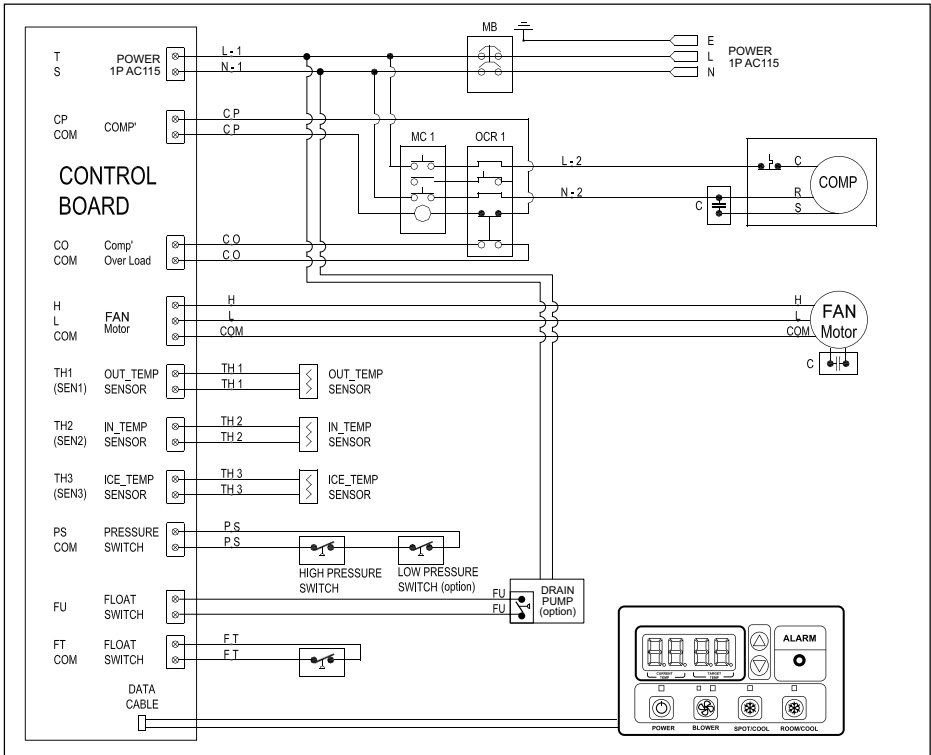 MB
E
L
N
POWER
1P AC115
T
S
POWER
1P AC115
L - 1
N - 1
CP
COM
COMP'
C P
C P
MC 1
OCR 1
L - 2
N - 2
C
C
R
S
COMP
CONTROL
BOARD
CO
COM
Comp'
Over Load
C O
C O
H
L
COM
FAN
Motor
H
L
COM
H
L
COM
FAN
Motor
C
TH1
(SEN1)
OUT_TEMP
SENSOR
TH 1
TH 1
OUT_TEMP
SENSOR
TH2
(SEN2)
IN_TEMP
SENSOR
TH 2
TH 2
IN_TEMP
SENSOR
TH3
(SEN3)
ICE_TEMP
SENSOR
TH 3
TH 3
ICE_TEMP
SENSOR
PS
COM
PRESSURE
SWITCH
P S
P S
HIGH PRESSURE
SWITCH
LOW PRESSURE
SWITCH (option)
FU
FLOAT
SWITCH
FU
FU
DRAIN
PUMP
(option)
FT
COM
FLOAT
SWITCH
F T
F T
DATA
CABLE
88 88
CURRENT
TEMP
TARGET
TEMP
ALARM
POWER
BLOWER
SPOT/COOL
ROOM/COOL